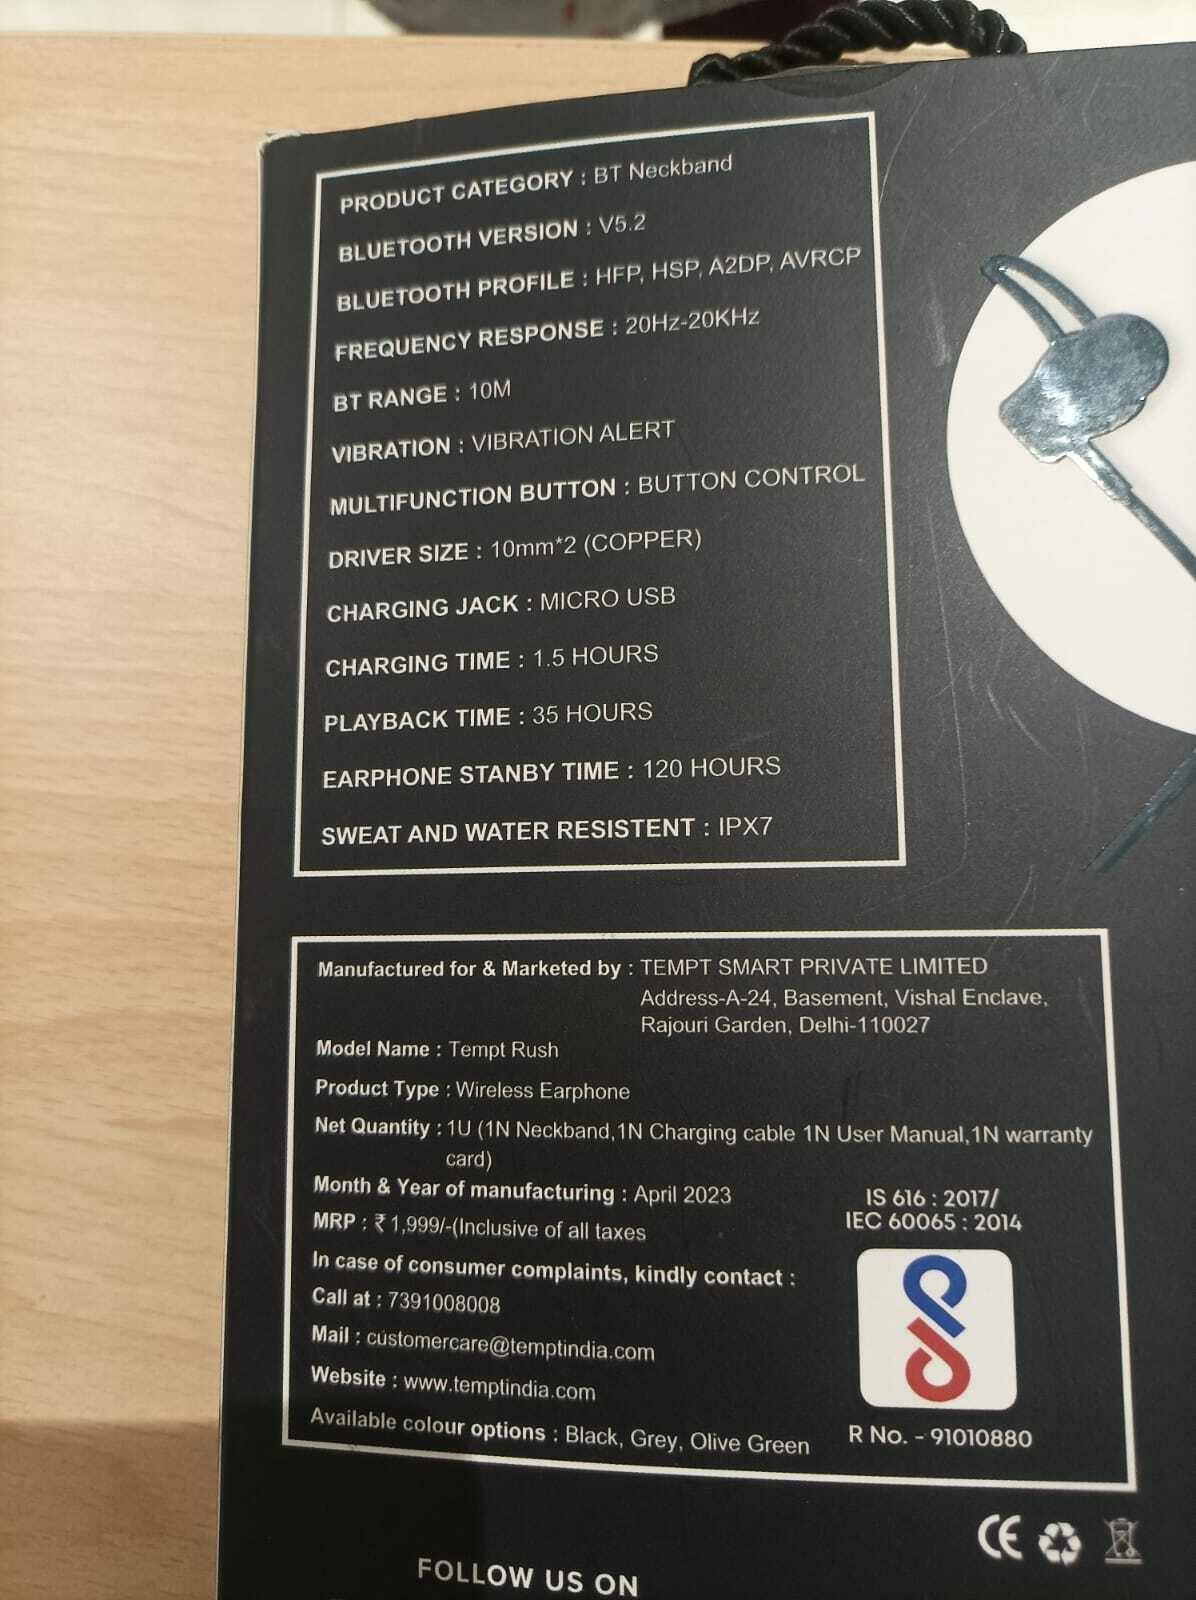 PRODUCT CATEGORY : BT Neckband
BLUETOOTH VERSION : V5.2
BLUETOOTH PROFILE : HFP, HSP, A2DP, AVRCP
FREQUENCY RESPONSE : 20Hz-20KHz
BT RANGE : 10M
VIBRATION : VIBRATION ALERT
MULTIFUNCTION BUTTON : BUTTON CONTROL
DRIVER SIZE : 10mm*2 (COPPER)
CHARGING JACK : MICRO USB
CHARGING TIME : 1.5 HOURS
PLAYBACK TIME : 35 HOURS
EARPHONE STANBY TIME : 120 HOURS
SWEAT AND WATER RESISTENT : IPX7
Manufactured for & Marketed by : TEMPT SMART PRIVATE LIMITED
Address-A-24, Basement, Vishal Enclave,
Rajouri Garden, Delhi-110027
Model Name : Tempt Rush
Product Type : Wireless Earphone
Net Quantity : 1U (1N Neckband,1N Charging cable 1N User Manual,1N warranty
card)
Month & Year of manufacturing : April 2023
MRP : ₹ 1,999/-(Inclusive of all taxes
In case of consumer complaints, kindly contact :
Call at : 7391008008
Mail : customercare@temptindia.com
Website : www.temptindia.com
Available colour options : Black, Grey, Olive Green
IS 616 : 2017/
IEC 60065 : 2014
R No. - 91010880
CE
FOLLOW US ON